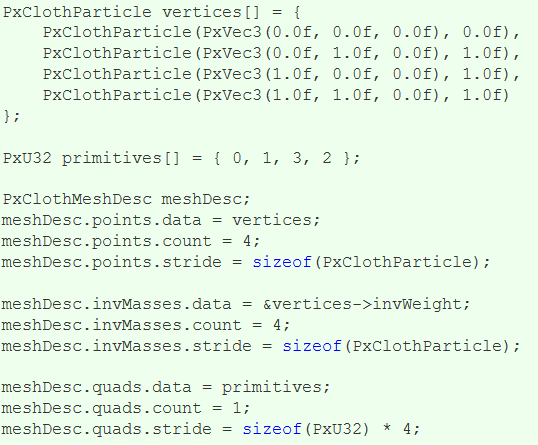 PxClothParticle vertices[] = {
    PxClothParticle(PxVec3(0.0f, 0.0f, 0.0f), 0.0f),
    PxClothParticle(PxVec3(0.0f, 1.0f, 0.0f), 1.0f),
    PxClothParticle(PxVec3(1.0f, 0.0f, 0.0f), 1.0f),
    PxClothParticle(PxVec3(1.0f, 1.0f, 0.0f), 1.0f)
};

PxU32 primitives[] = { 0, 1, 3, 2 };

PxClothMeshDesc meshDesc;
meshDesc.points.data = vertices;
meshDesc.points.count = 4;
meshDesc.points.stride = sizeof(PxClothParticle);

meshDesc.invMasses.data = &vertices->invWeight;
meshDesc.invMasses.count = 4;
meshDesc.invMasses.stride = sizeof(PxClothParticle);

meshDesc.quads.data = primitives;
meshDesc.quads.count = 1;
meshDesc.quads.stride = sizeof(PxU32) * 4;